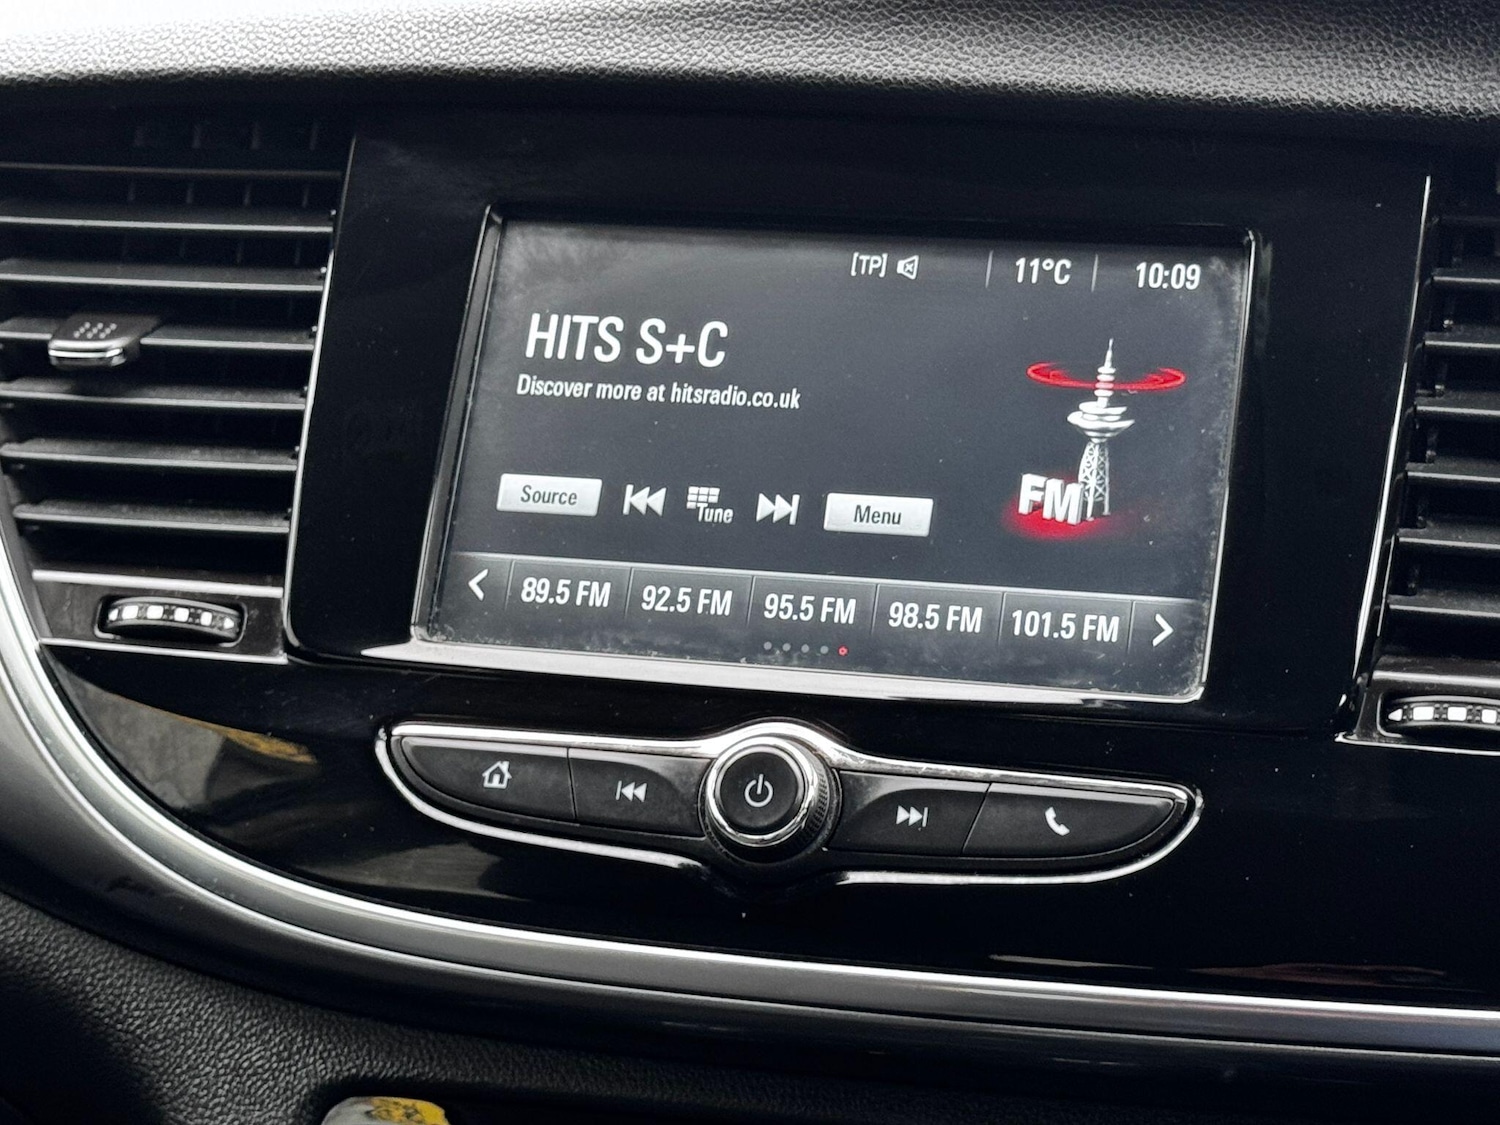 [TP] 11°C 10:09
HITS S+C
Discover more at hitsradio.co.uk
Source Tune Menu
FM
89.5 FM 92.5 FM 95.5 FM 98.5 FM 101.5 FM